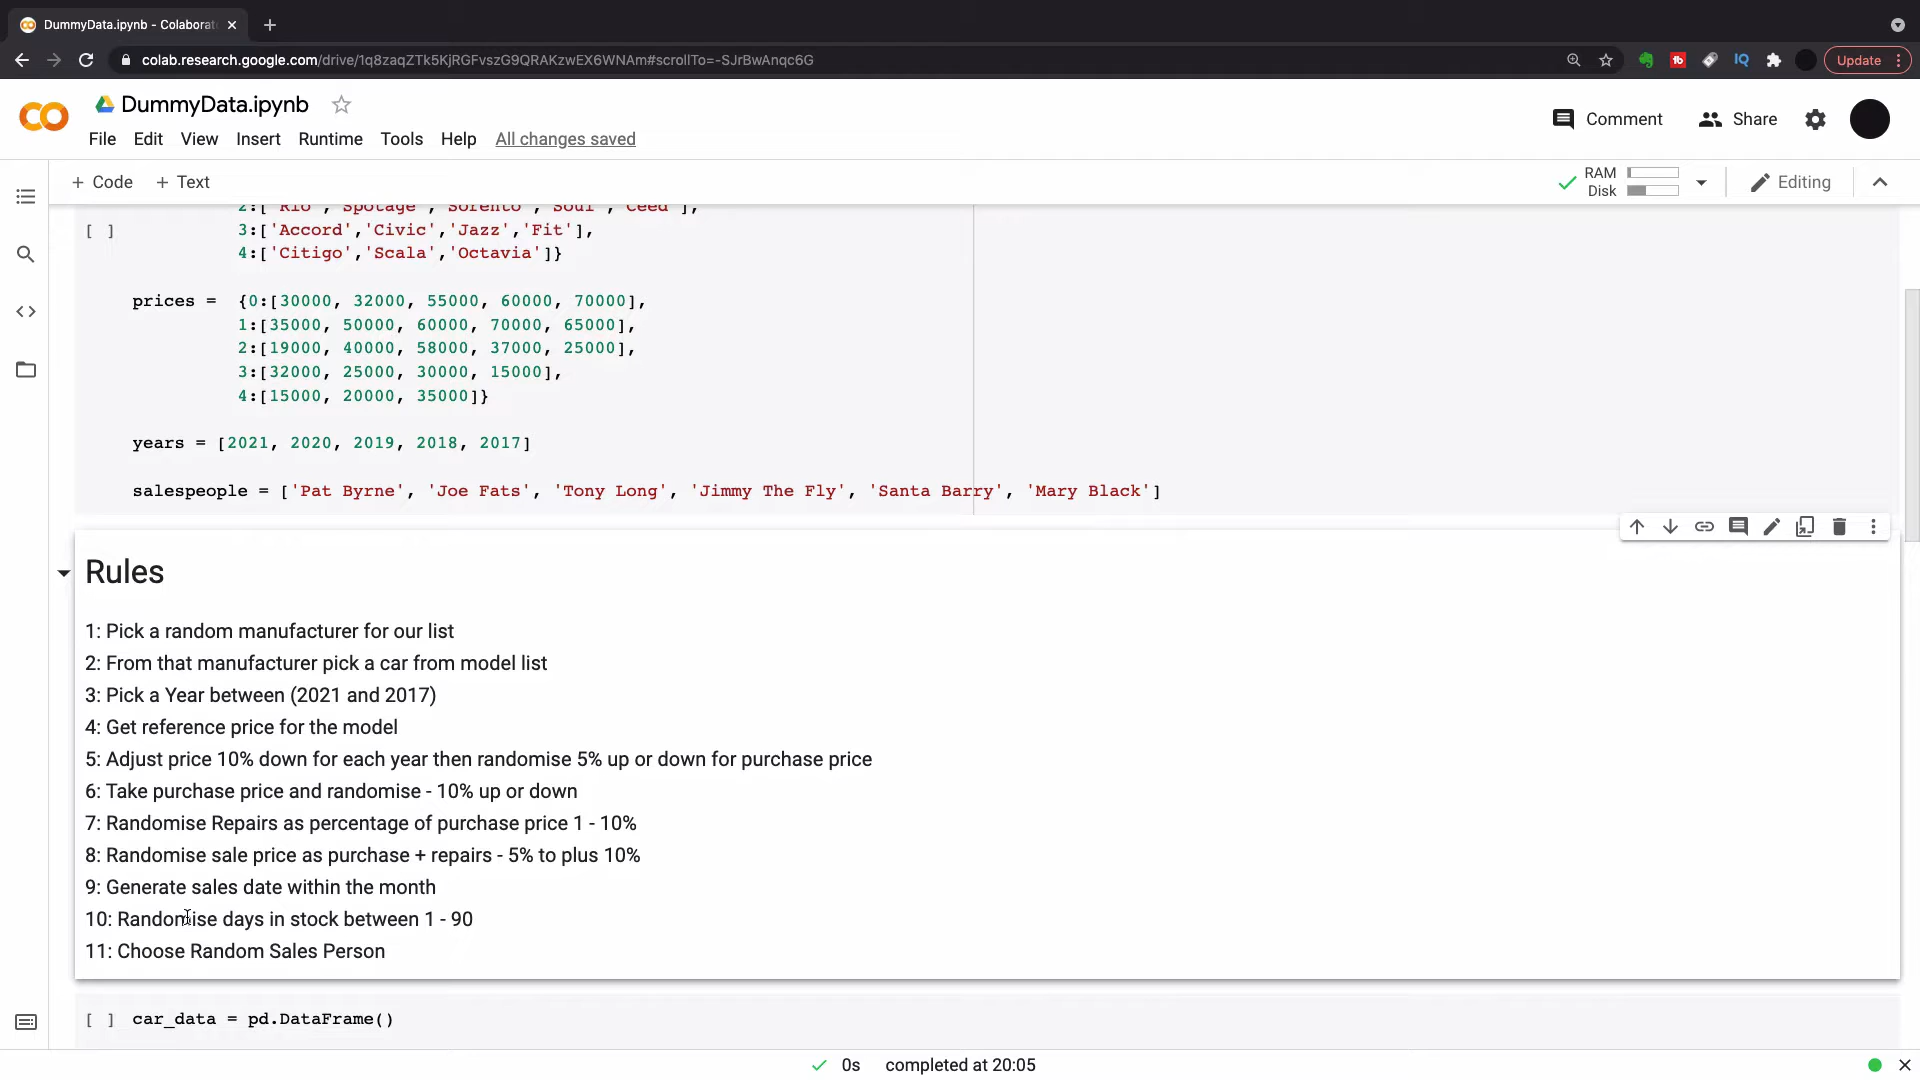 DummyData.ipynb - Colaborat
colab.research.google.com/drive/1q8zaqZTk5KjRGFvszG9QRAKzwEX6WNAm#scrollTo=-SJrBwAnqc6G
Update
DummyData.ipynb
File Edit View Insert Runtime Tools Help All changes saved
Comment Share
+ Code + Text
RAM
Disk
Editing
2:['Rio','Spotage','Sorento','Soul','Ceed'],
[ ] 3:['Accord','Civic','Jazz','Fit'],
4:['Citigo','Scala','Octavia']}
prices = {0:[30000, 32000, 55000, 60000, 70000],
1:[35000, 50000, 60000, 70000, 65000],
2:[19000, 40000, 58000, 37000, 25000],
3:[32000, 25000, 30000, 15000],
4:[15000, 20000, 35000]}
years = [2021, 2020, 2019, 2018, 2017]
salespeople = ['Pat Byrne', 'Joe Fats', 'Tony Long', 'Jimmy The Fly', 'Santa Barry', 'Mary Black']
Rules
1: Pick a random manufacturer for our list
2: From that manufacturer pick a car from model list
3: Pick a Year between (2021 and 2017)
4: Get reference price for the model
5: Adjust price 10% down for each year then randomise 5% up or down for purchase price
6: Take purchase price and randomise - 10% up or down
7: Randomise Repairs as percentage of purchase price 1 - 10%
8: Randomise sale price as purchase + repairs - 5% to plus 10%
9: Generate sales date within the month
10: Randomise days in stock between 1 - 90
11: Choose Random Sales Person
[ ] car_data = pd.DataFrame()
0s completed at 20:05